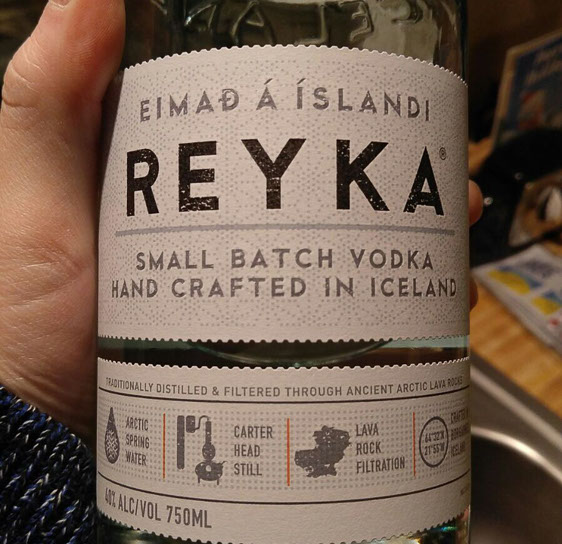 EIMAÐ Á ÍSLANDI
REYKA®
SMALL BATCH VODKA
HAND CRAFTED IN ICELAND
TRADITIONALLY DISTILLED & FILTERED THROUGH ANCIENT ARCTIC LAVA ROCKS
ARCTIC
SPRING
WATER
CARTER
HEAD
STILL
LAVA
ROCK
FILTRATION
40% ALC/VOL 750ML